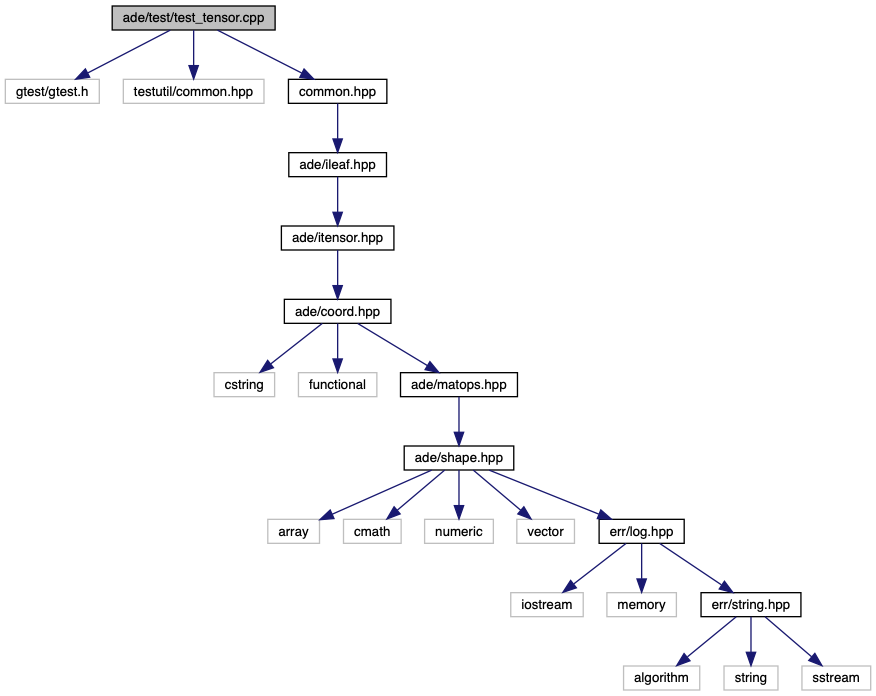 ade/test/test_tensor.cpp
gtest/gtest.h
testutil/common.hpp
common.hpp
ade/ileaf.hpp
ade/itensor.hpp
ade/coord.hpp
cstring
functional
ade/matops.hpp
ade/shape.hpp
array
cmath
numeric
vector
err/log.hpp
iostream
memory
err/string.hpp
algorithm
string
sstream